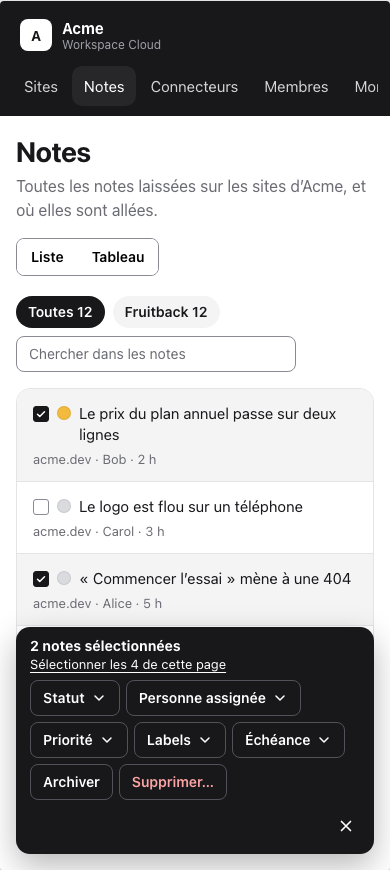 A
Acme
Workspace Cloud
Sites Notes Connecteurs Membres
Notes
Toutes les notes laissées sur les sites d’Acme, et
où elles sont allées.
Liste Tableau
Toutes 12 Fruitback 12
Chercher dans les notes
Le prix du plan annuel passe sur deux
lignes
acme.dev · Bob · 2 h
Le logo est flou sur un téléphone
acme.dev · Carol · 3 h
« Commencer l’essai » mène à une 404
acme.dev · Alice · 5 h
2 notes sélectionnées
Sélectionner les 4 de cette page
Statut Personne assignée
Priorité Labels Échéance
Archiver Supprimer...